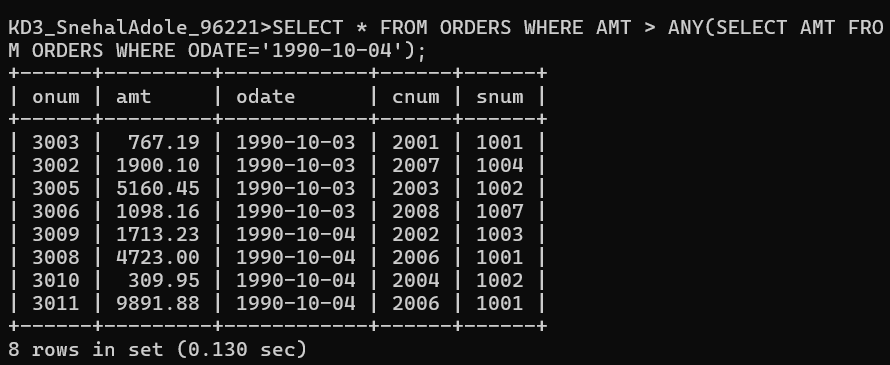 KD3_SnehalAdole_96221>SELECT * FROM ORDERS WHERE AMT > ANY(SELECT AMT FRO
M ORDERS WHERE ODATE='1990-10-04');
+------+---------+------------+------+------+
| onum | amt     | odate      | cnum | snum |
+------+---------+------------+------+------+
| 3003 |  767.19 | 1990-10-03 | 2001 | 1001 |
| 3002 | 1900.10 | 1990-10-03 | 2007 | 1004 |
| 3005 | 5160.45 | 1990-10-03 | 2003 | 1002 |
| 3006 | 1098.16 | 1990-10-03 | 2008 | 1007 |
| 3009 | 1713.23 | 1990-10-04 | 2002 | 1003 |
| 3008 | 4723.00 | 1990-10-04 | 2006 | 1001 |
| 3010 |  309.95 | 1990-10-04 | 2004 | 1002 |
| 3011 | 9891.88 | 1990-10-04 | 2006 | 1001 |
+------+---------+------------+------+------+
8 rows in set (0.130 sec)